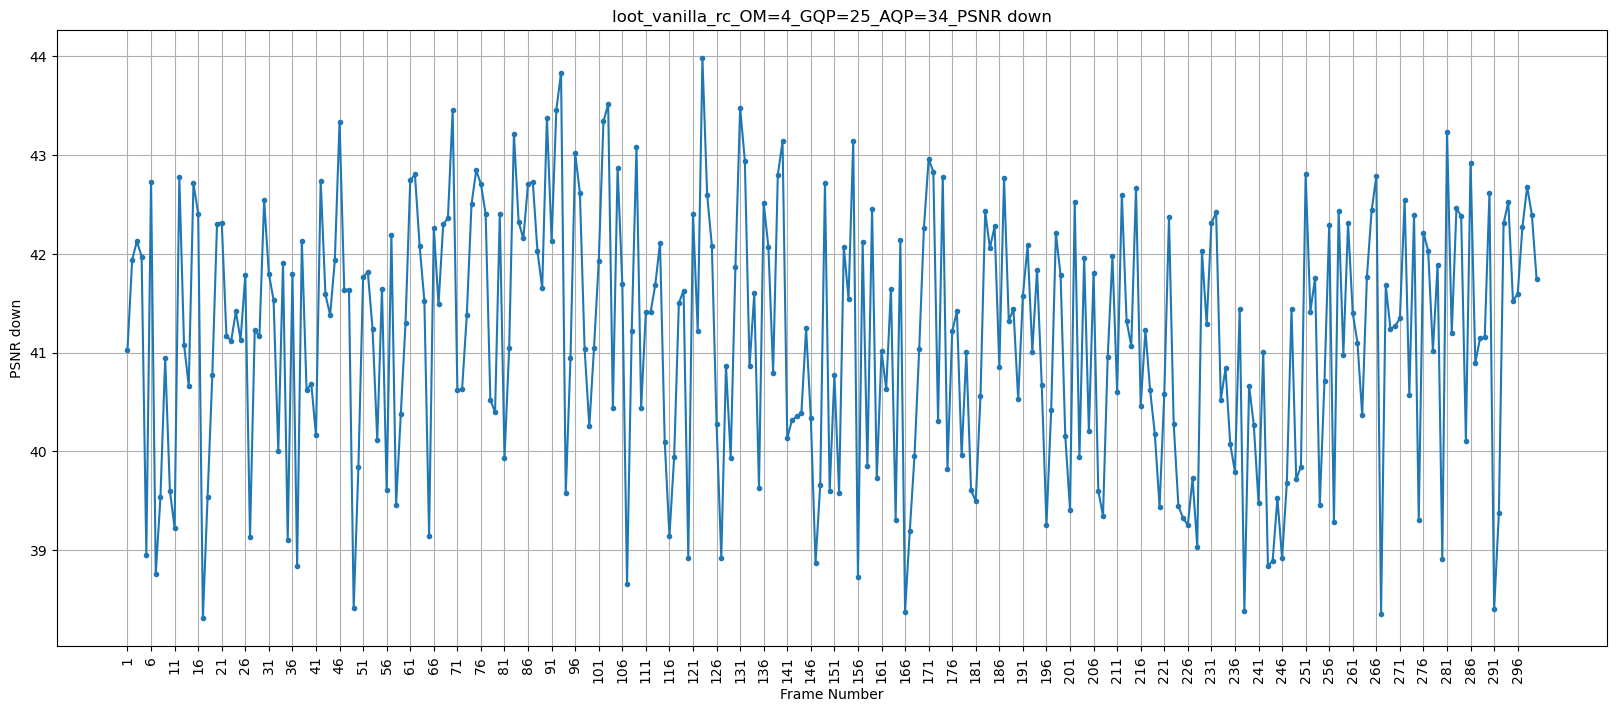 loot_vanilla_rc_OM=4_GQP=25_AQP=34_PSNR down
PSNR down
44
43
42
41
40
39
1 6 11 16 21 26 31 36 41 46 51 56 61 66 71 76 81 86 91 96 101 106 111 116 121 126 131 136 141 146 151 156 161 166 171 176 181 186 191 196 201 206 211 216 221 226 231 236 241 246 251 256 261 266 271 276 281 286 291 296
Frame Number